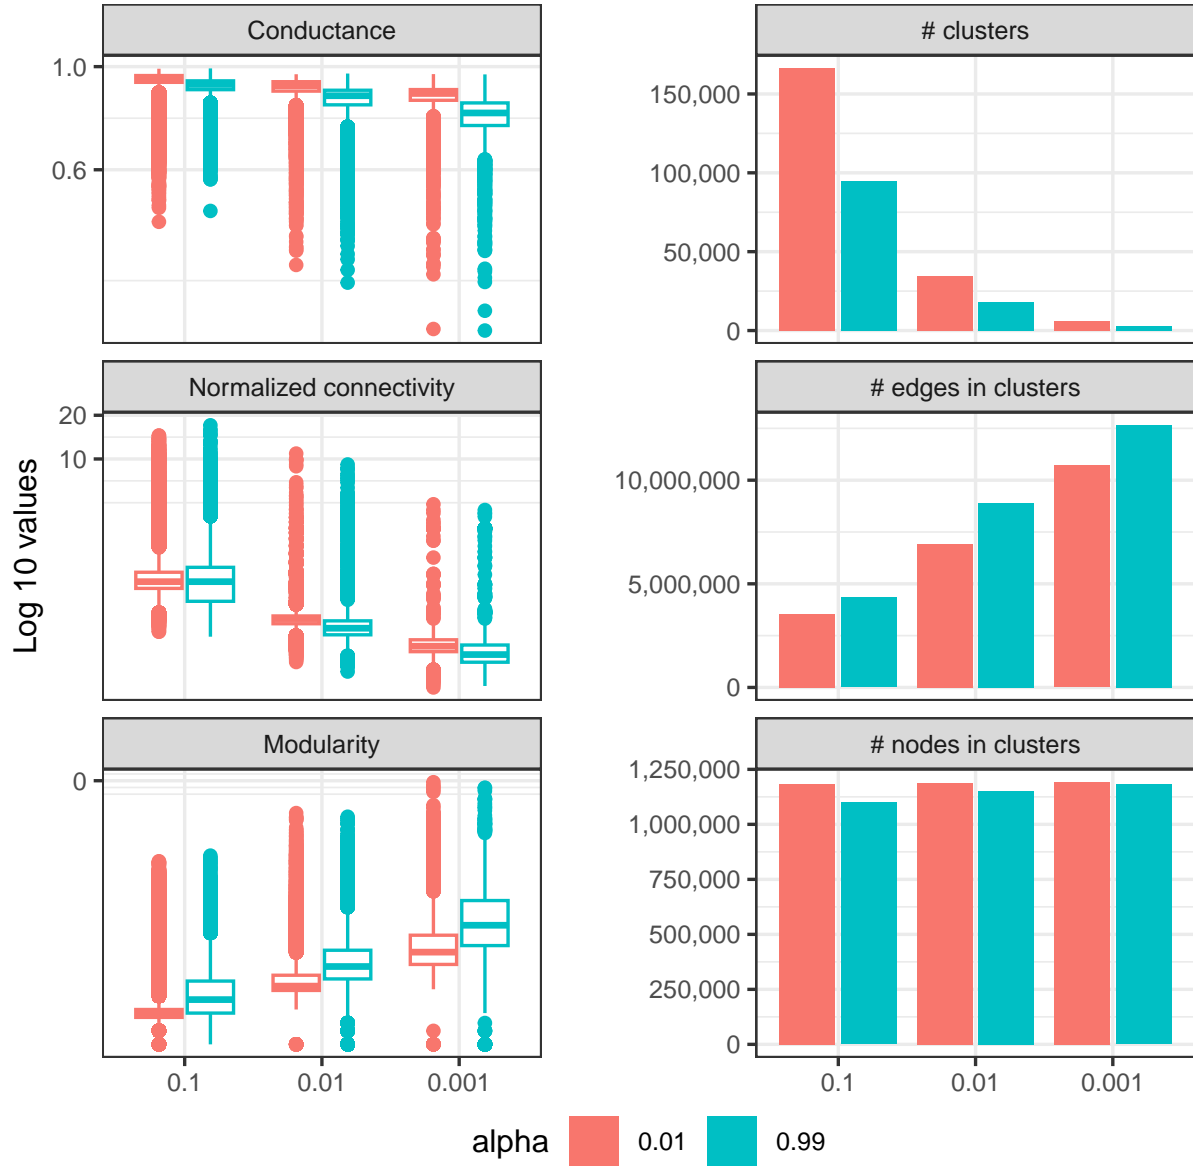 Conductance
1.0
0.6
# clusters
150,000
100,000
50,000
0
Normalized connectivity
20
10
# edges in clusters
10,000,000
5,000,000
0
Log 10 values
Modularity
0
0.1 0.01 0.001
# nodes in clusters
1,250,000
1,000,000
750,000
500,000
250,000
0
0.1 0.01 0.001
alpha 0.01 0.99